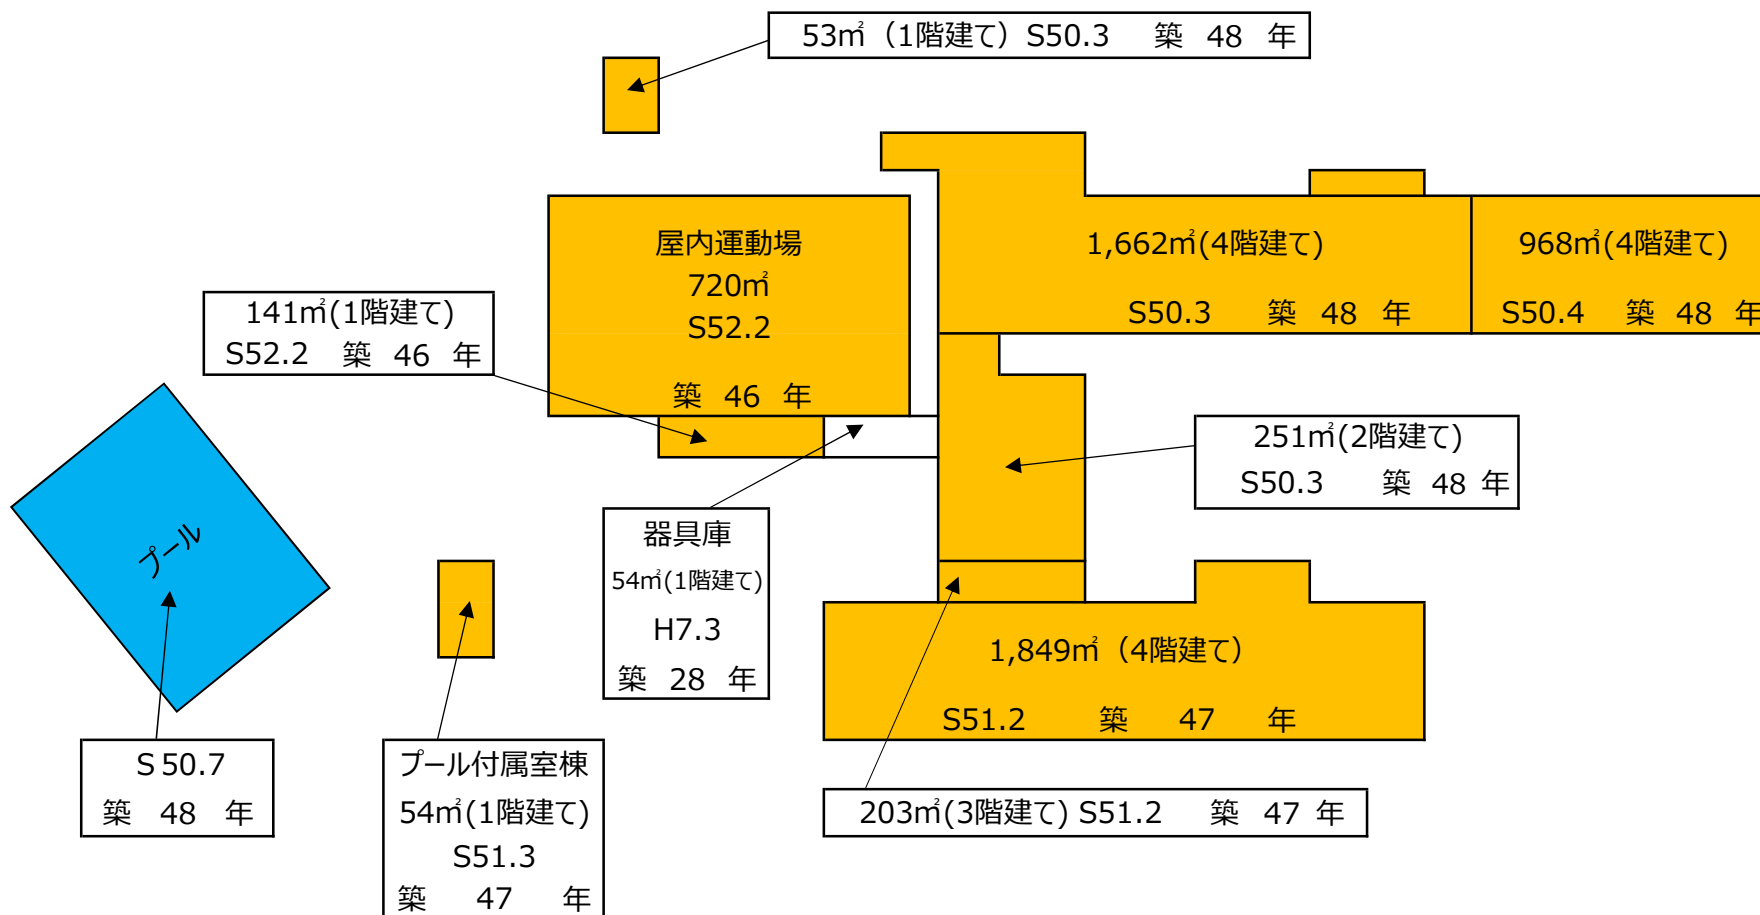 53㎡（1階建て）S50.3 築 48 年
屋内運動場
720㎡
S52.2
築 46 年
1,662㎡(4階建て)
S50.3 築 48 年
968㎡(4階建て)
S50.4 築 48 年
141㎡(1階建て)
S52.2 築 46 年
251㎡(2階建て)
S50.3 築 48 年
プール
器具庫
54㎡(1階建て)
H7.3
築 28 年
1,849㎡（4階建て）
S51.2 築 47 年
S50.7
築 48 年
プール付属室棟
54㎡(1階建て)
S51.3
築 47 年
203㎡(3階建て) S51.2 築 47 年